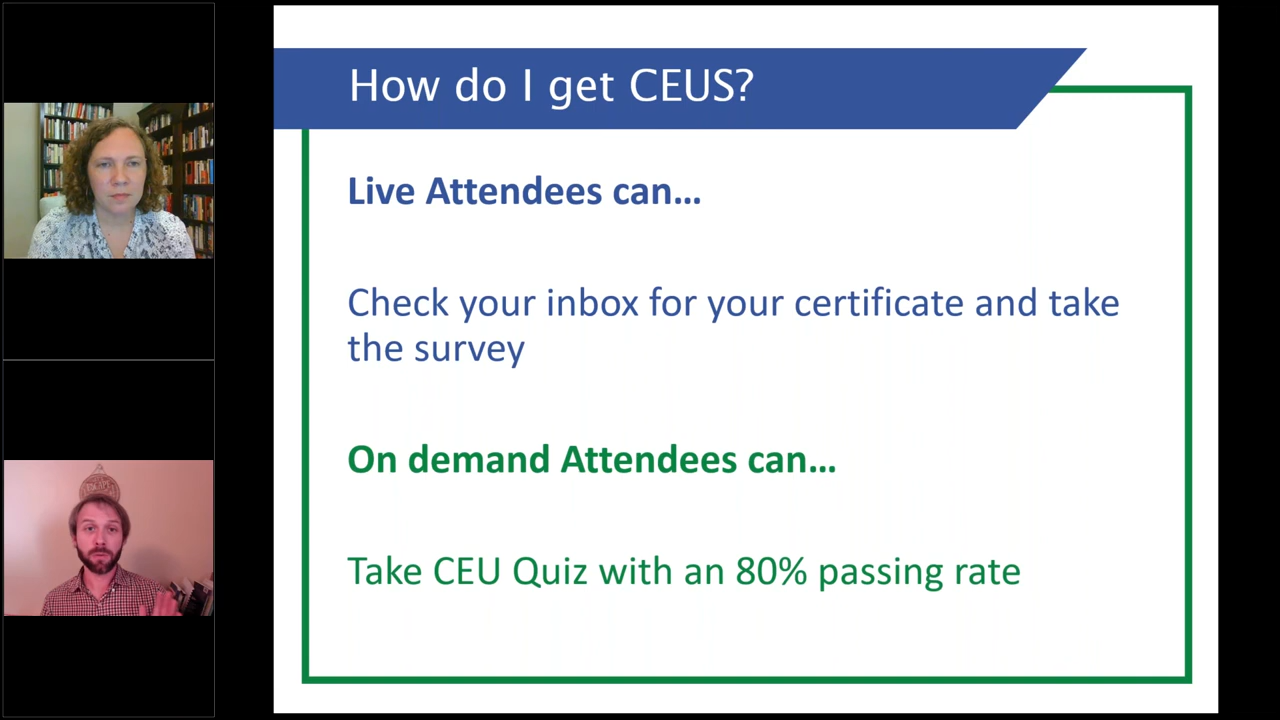 How do I get CEUS?
Live Attendees can...
Check your inbox for your certificate and take
the survey
On demand Attendees can...
Take CEU Quiz with an 80% passing rate